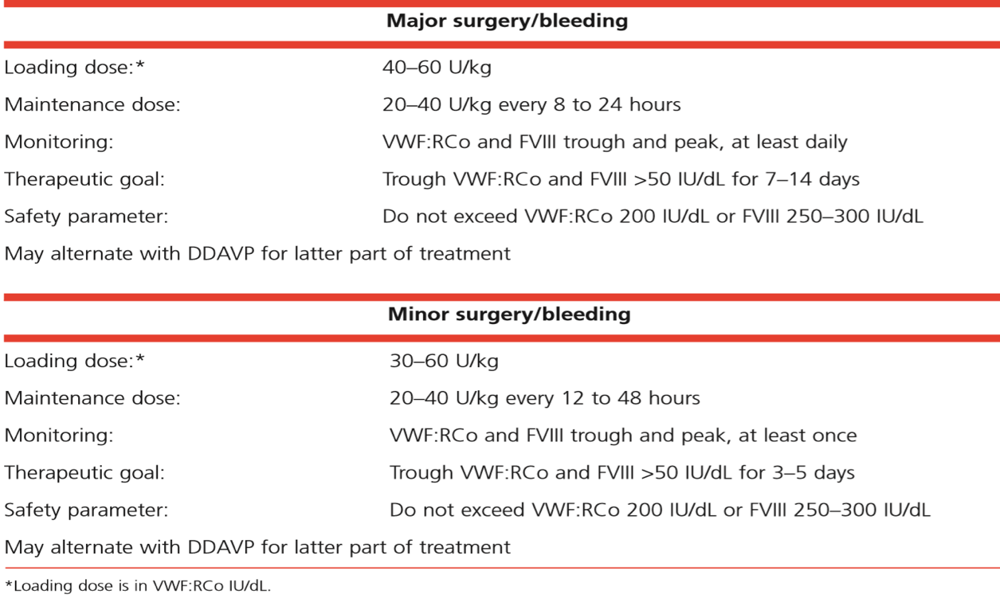 Major surgery/bleeding
Loading dose:* 40–60 U/kg
Maintenance dose: 20–40 U/kg every 8 to 24 hours
Monitoring: VWF:RCo and FVIII trough and peak, at least daily
Therapeutic goal: Trough VWF:RCo and FVIII >50 IU/dL for 7–14 days
Safety parameter: Do not exceed VWF:RCo 200 IU/dL or FVIII 250–300 IU/dL
May alternate with DDAVP for latter part of treatment
Minor surgery/bleeding
Loading dose:* 30–60 U/kg
Maintenance dose: 20–40 U/kg every 12 to 48 hours
Monitoring: VWF:RCo and FVIII trough and peak, at least once
Therapeutic goal: Trough VWF:RCo and FVIII >50 IU/dL for 3–5 days
Safety parameter: Do not exceed VWF:RCo 200 IU/dL or FVIII 250–300 IU/dL
May alternate with DDAVP for latter part of treatment
*Loading dose is in VWF:RCo IU/dL.